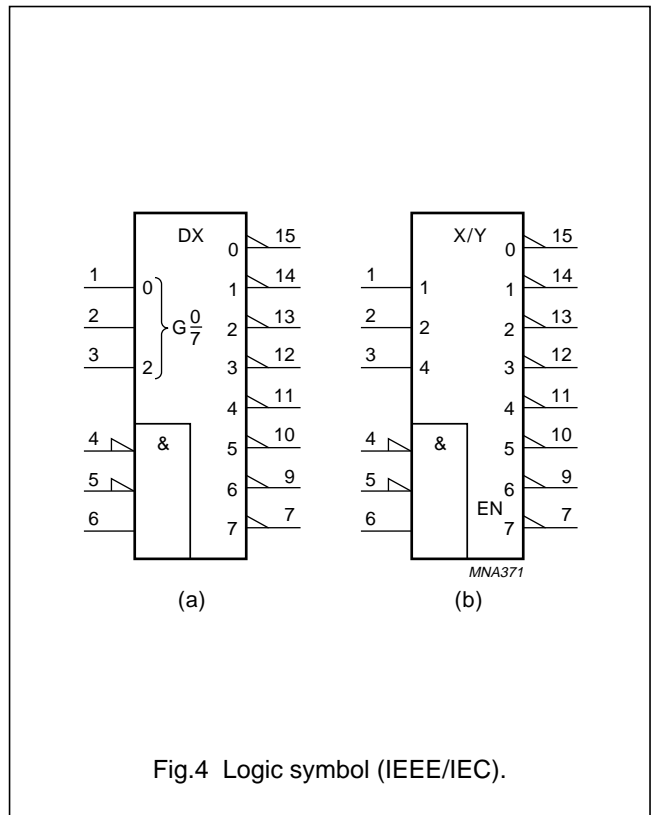 DX
X/Y
0 15 0 15
1 0 1 14 1 1 1 14
2 G 0/7 2 13 2 2 2 13
3 2 3 12 3 4 3 12
4 11 4 11
4 & 5 10 4 & 5 10
5 6 9 5 6 9
6 7 7 6 EN 7 7
MNA371
(a) (b)
Fig.4 Logic symbol (IEEE/IEC).